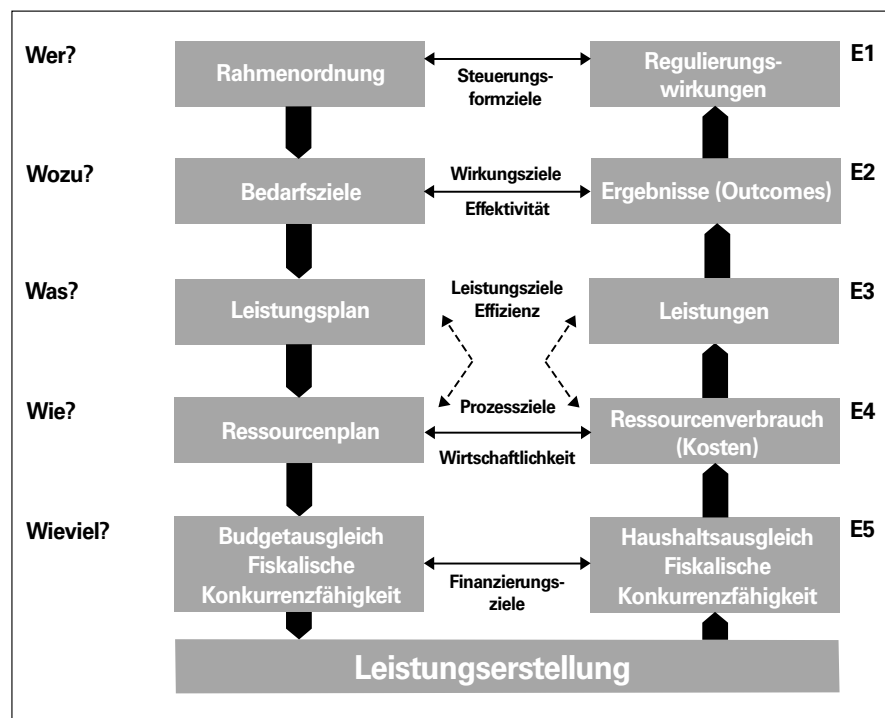 Wer?
Rahmenordnung
Steuerungs-
formziele
Regulierungs-
wirkungen
E1
Wozu?
Bedarfsziele
Wirkungsziele
Effektivität
Ergebnisse (Outcomes)
E2
Was?
Leistungsplan
Leistungsziele
Effizienz
Leistungen
E3
Wie?
Ressourcenplan
Prozessziele
Wirtschaftlichkeit
Ressourcenverbrauch
(Kosten)
E4
Wieviel?
Budgetausgleich
Fiskalische
Konkurrenzfähigkeit
Finanzierungs-
ziele
Haushaltsausgleich
Fiskalische
Konkurrenzfähigkeit
E5
Leistungserstellung